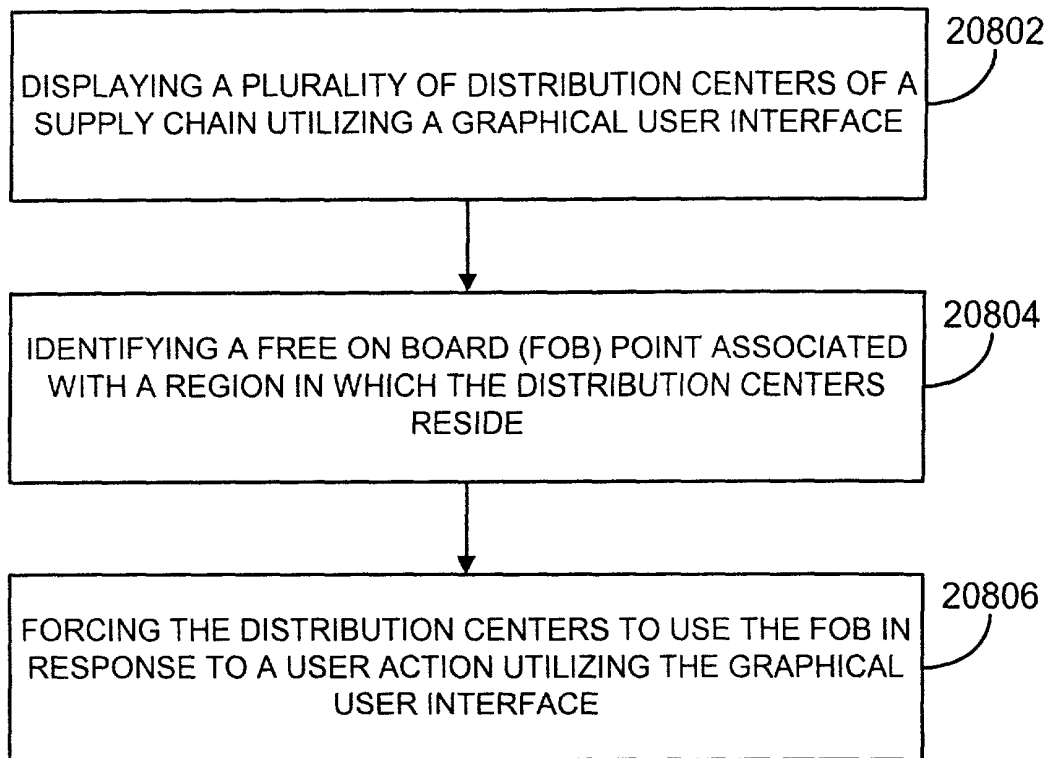 20802
DISPLAYING A PLURALITY OF DISTRIBUTION CENTERS OF A
SUPPLY CHAIN UTILIZING A GRAPHICAL USER INTERFACE
20804
IDENTIFYING A FREE ON BOARD (FOB) POINT ASSOCIATED
WITH A REGION IN WHICH THE DISTRIBUTION CENTERS
RESIDE
20806
FORCING THE DISTRIBUTION CENTERS TO USE THE FOB IN
RESPONSE TO A USER ACTION UTILIZING THE GRAPHICAL
USER INTERFACE